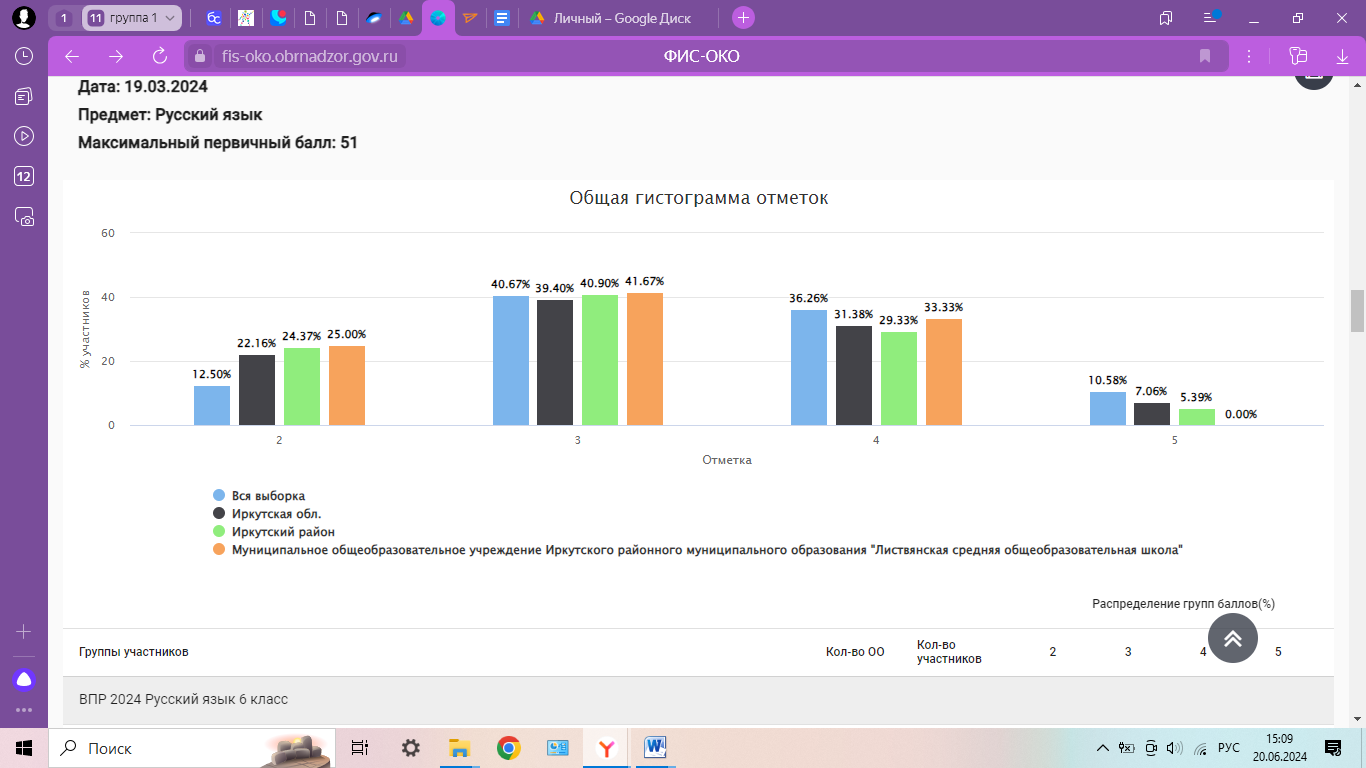 1
11 группа 1
Личный – Google Диск
fis-oko.obrnadzor.gov.ru
ФИС-ОКО
12
Дата: 19.03.2024
Предмет: Русский язык
Максимальный первичный балл: 51
Общая гистограмма отметок
% участников
60
40
20
0
12.50% 22.16% 24.37% 25.00%
40.67% 39.40% 40.90% 41.67%
36.26% 31.38% 29.33% 33.33%
10.58% 7.06% 5.39% 0.00%
2 3 4 5
Отметка
Вся выборка
Иркутская обл.
Иркутский район
Муниципальное общеобразовательное учреждение Иркутского районного муниципального образования "Листвянская средняя общеобразовательная школа"
Распределение групп баллов(%)
Группы участников Кол-во ОО Кол-во участников 2 3 4 5
ВПР 2024 Русский язык 6 класс
Поиск
РУС
15:09
20.06.2024